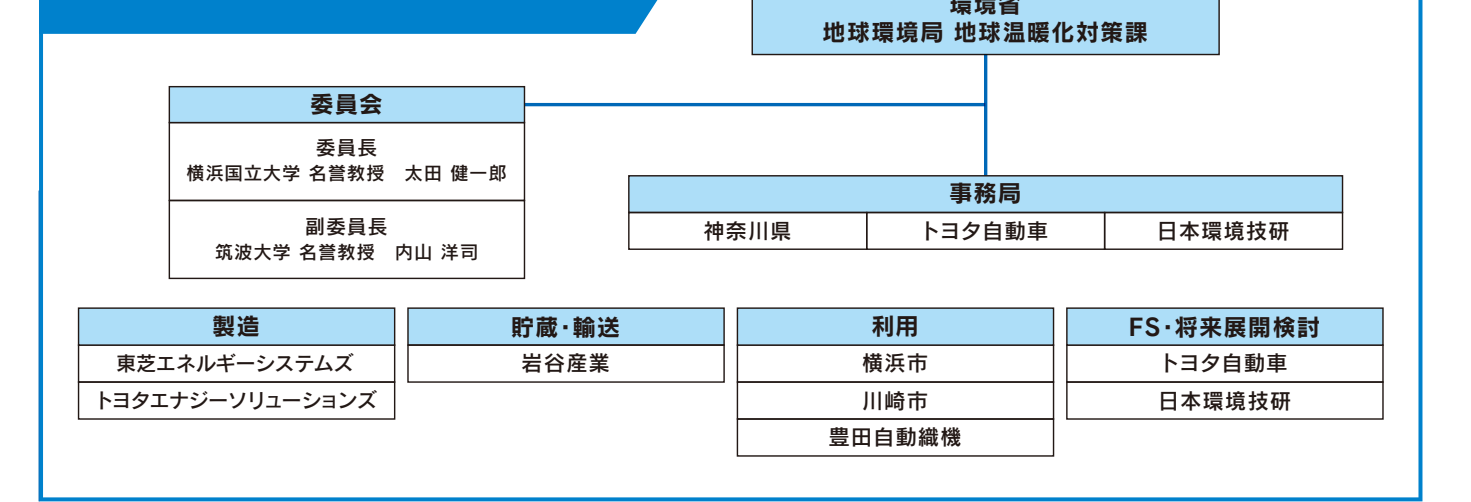 環境省
地球環境局 地球温暖化対策課
委員会
委員長
横浜国立大学 名誉教授　太田 健一郎
副委員長
筑波大学 名誉教授　内山 洋司
事務局
神奈川県
トヨタ自動車
日本環境技研
製造
東芝エネルギーシステムズ
トヨタエナジーソリューションズ
貯蔵・輸送
岩谷産業
利用
横浜市
川崎市
豊田自動織機
FS・将来展開検討
トヨタ自動車
日本環境技研